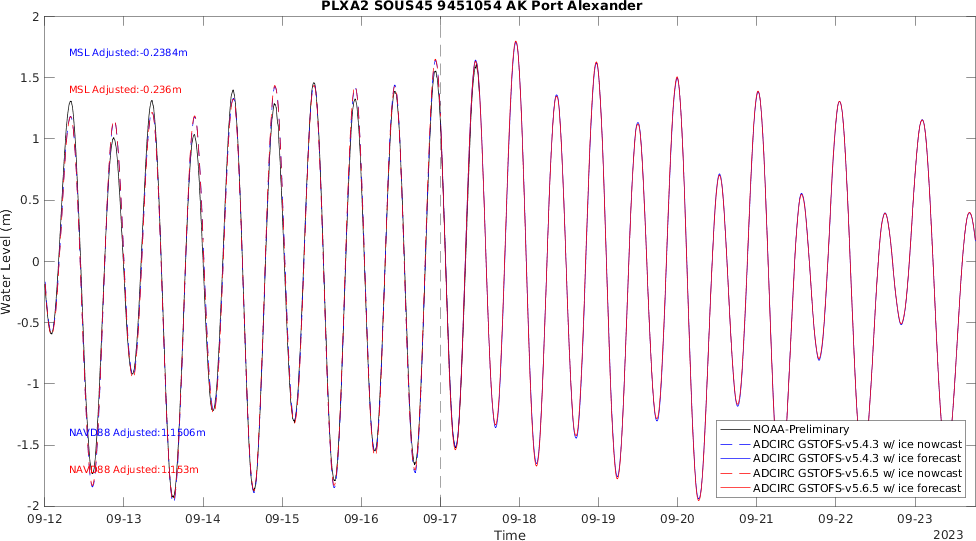 PLXA2 SOUS45 9451054 AK Port Alexander
2
1.5
1
0.5
0
-0.5
-1
-1.5
-2
Water Level (m)
MSL Adjusted:-0.2384m
MSL Adjusted:-0.236m
NAVD88 Adjusted:1.1506m
NAVD88 Adjusted:1.153m
NOAA-Preliminary
ADCIRC GSTOFS-v5.4.3 w/ ice nowcast
ADCIRC GSTOFS-v5.4.3 w/ ice forecast
ADCIRC GSTOFS-v5.6.5 w/ ice nowcast
ADCIRC GSTOFS-v5.6.5 w/ ice forecast
09-12 09-13 09-14 09-15 09-16 09-17 09-18 09-19 09-20 09-21 09-22 09-23
Time
2023